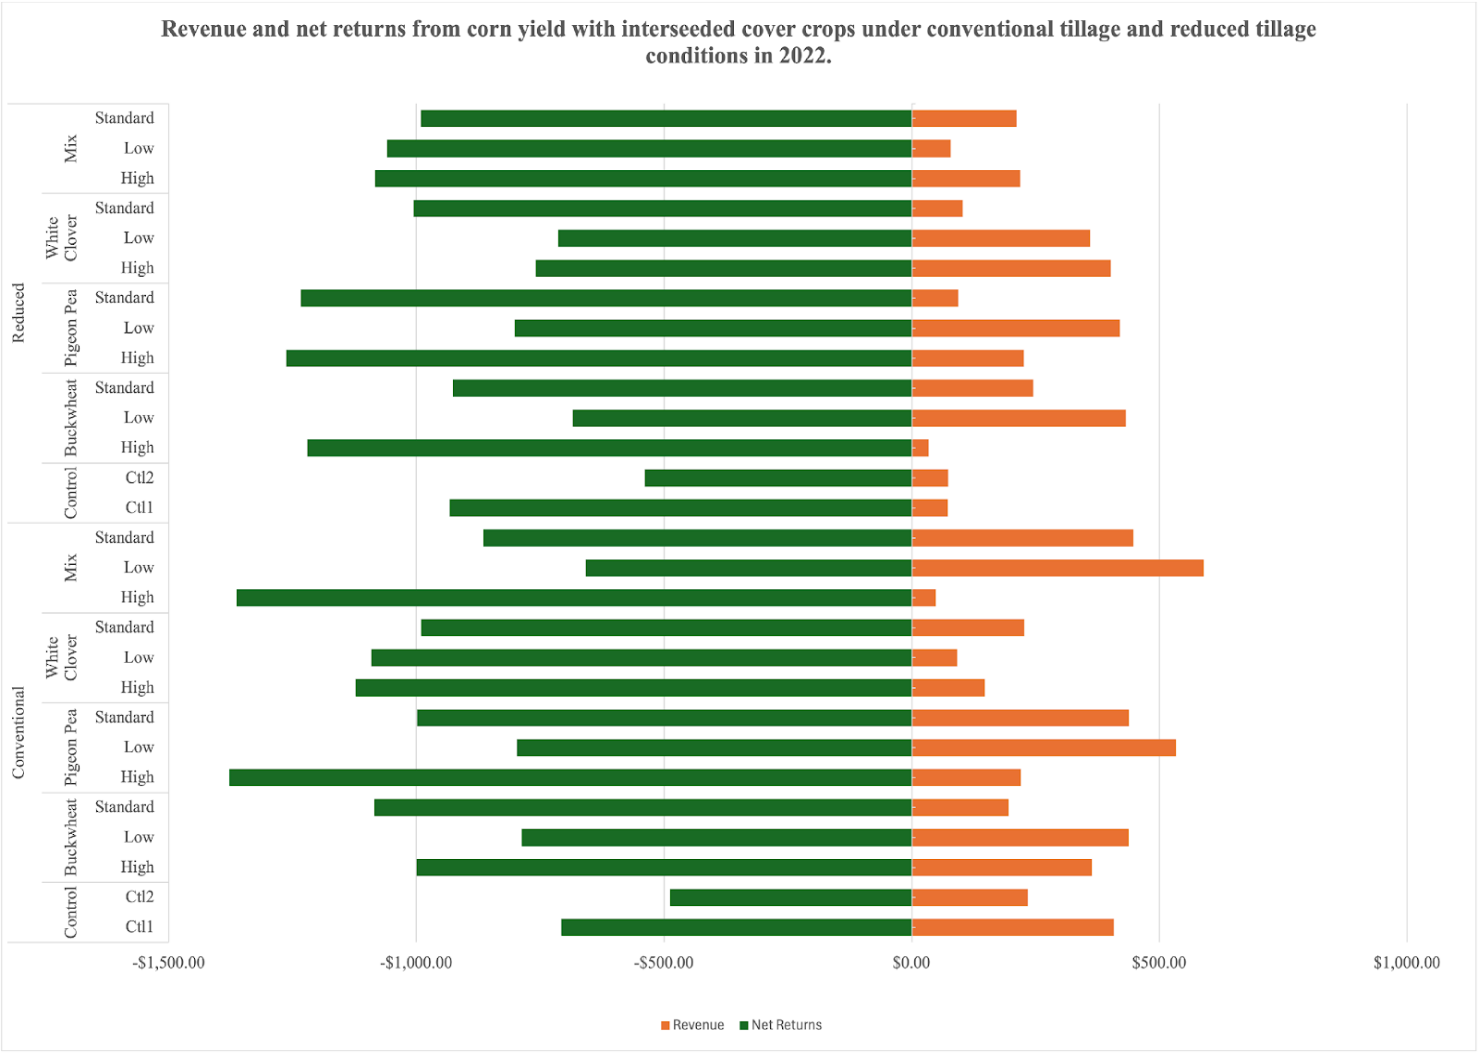 Revenue and net returns from corn yield with interseeded cover crops under conventional tillage and reduced tillage
conditions in 2022.
Reduced
Mix
Standard
Low
High
White
Clover
Standard
Low
High
Pigeon Pea
Standard
Low
High
Buckwheat
Standard
Low
High
Control
Ctl2
Ctl1
Conventional
Mix
Standard
Low
High
White
Clover
Standard
Low
High
Pigeon Pea
Standard
Low
High
Buckwheat
Standard
Low
High
Control
Ctl2
Ctl1
-$1,500.00
-$1,000.00
-$500.00
$0.00
$500.00
$1,000.00
Revenue
Net Returns